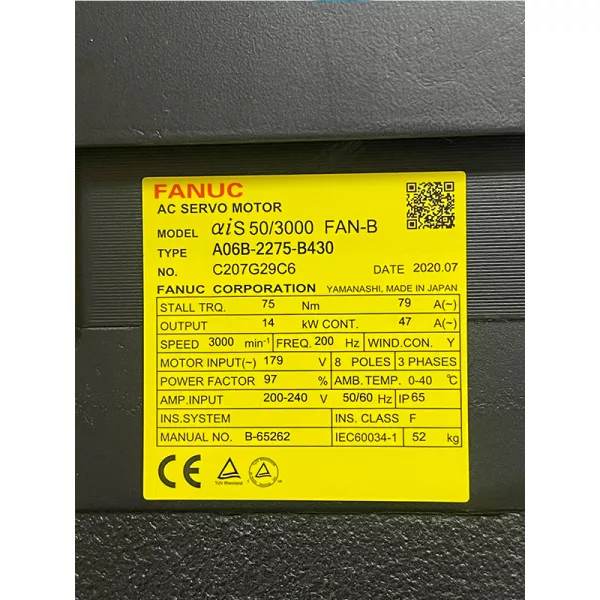 FANUC
AC SERVO MOTOR
MODEL αiS 50/3000 FAN-B
TYPE A06B-2275-B430
NO. C207G29C6 DATE 2020.07
FANUC CORPORATION YAMANASHI, MADE IN JAPAN
STALL TRQ. 75 Nm 79 A(~)
OUTPUT 14 kW CONT. 47 A(~)
SPEED 3000 min⁻¹ FREQ. 200 Hz WIND.CON. Y
MOTOR INPUT(~) 179 V 8 POLES 3 PHASES
POWER FACTOR 97 % AMB. TEMP. 0-40 ℃
AMP.INPUT 200-240 V 50/60 Hz IP 65
INS.SYSTEM INS. CLASS F
MANUAL NO. B-65262 IEC60034-1 52 kg
CE TÜV Rheinland